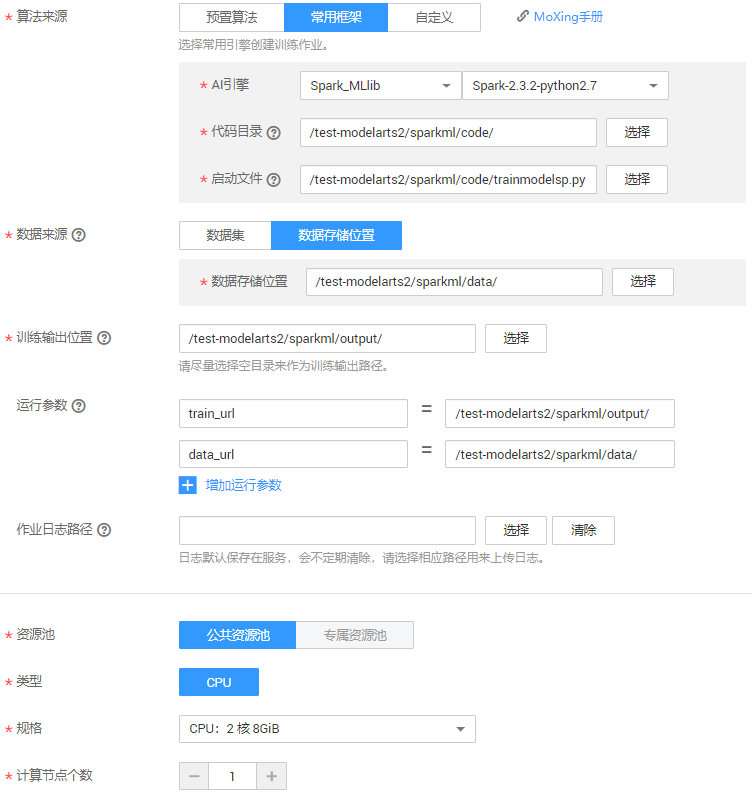 * 算法来源 预置算法 常用框架 自定义 MoXing手册
选择常用引擎创建训练作业。
* AI引擎 Spark_MLlib Spark-2.3.2-python2.7
* 代码目录 ? /test-modelarts2/sparkml/code/ 选择
* 启动文件 ? /test-modelarts2/sparkml/code/trainmodelsp.py 选择
* 数据来源 ? 数据集 数据存储位置
* 数据存储位置 /test-modelarts2/sparkml/data/ 选择
* 训练输出位置 ? /test-modelarts2/sparkml/output/ 选择
请尽量选择空目录来作为训练输出路径。
运行参数 ? train_url = /test-modelarts2/sparkml/output/
data_url = /test-modelarts2/sparkml/data/
+ 增加运行参数
作业日志路径 ? 选择 清除
日志默认保存在服务，会不定期清除，请选择相应路径用来上传日志。
* 资源池 公共资源池 专属资源池
* 类型 CPU
* 规格 CPU：2 核 8GiB
* 计算节点个数 − 1 +